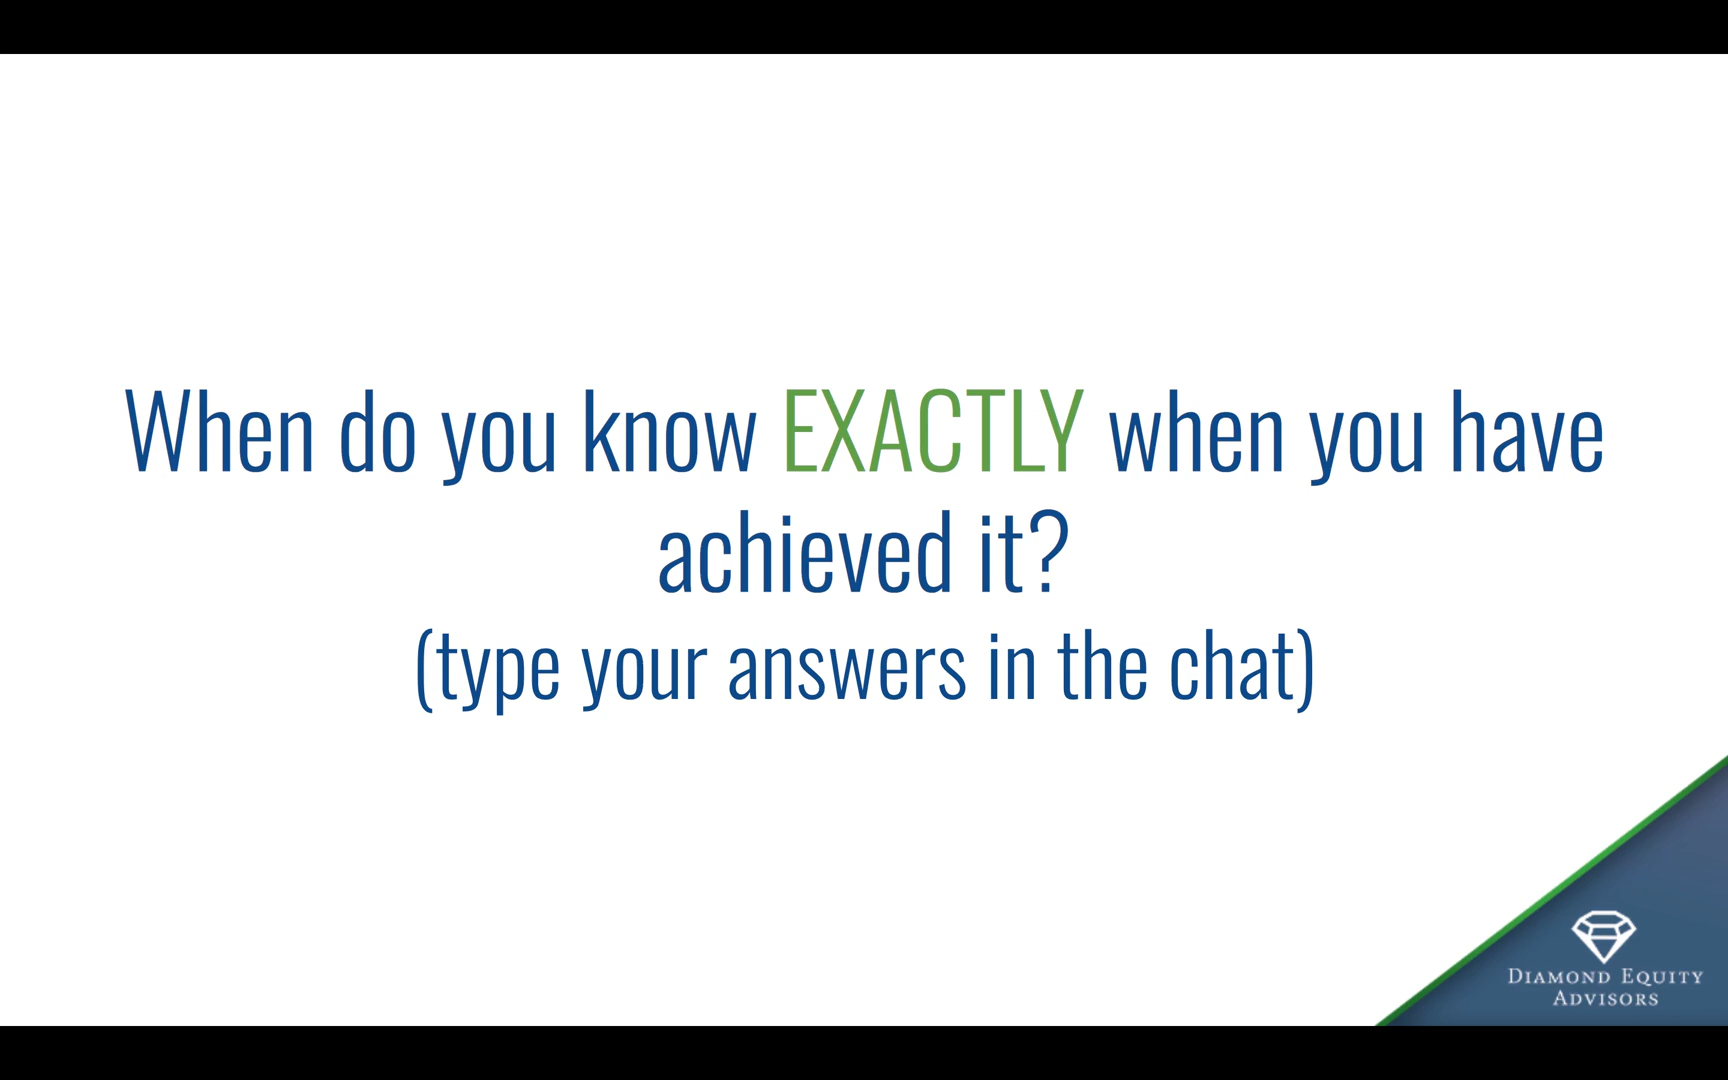 When do you know EXACTLY when you have
achieved it?
(type your answers in the chat)
DIAMOND EQUITY
ADVISORS